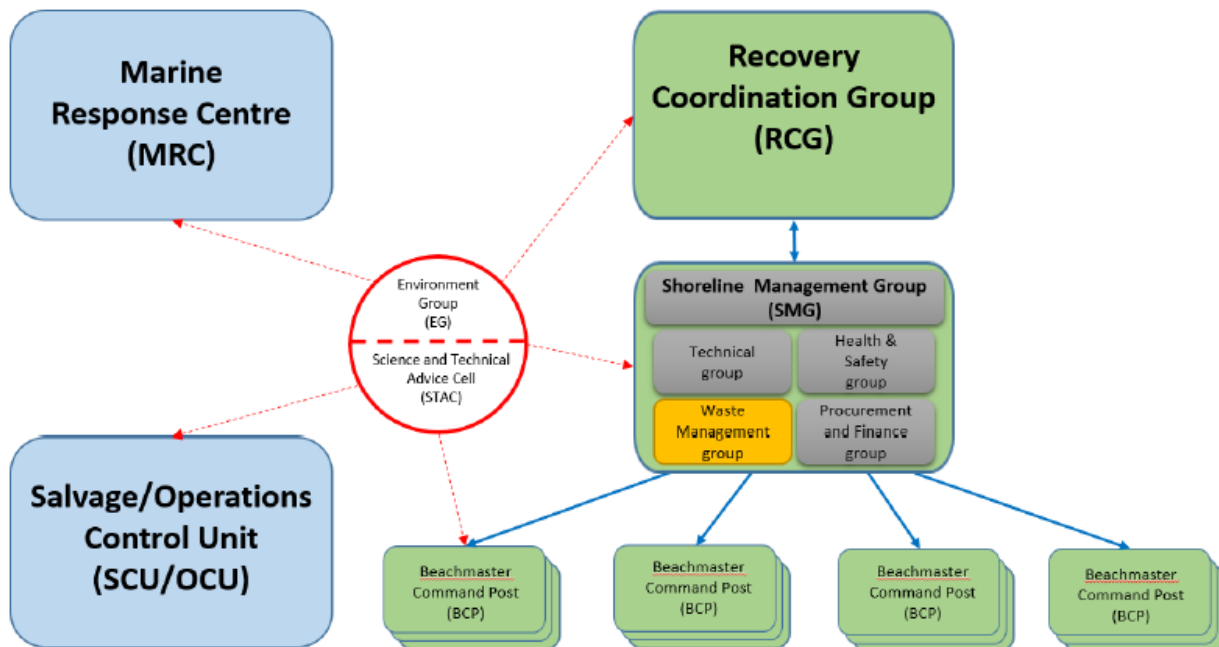 Marine
Response Centre
(MRC)
Recovery
Coordination Group
(RCG)
Environment
Group
(EG)
Science and Technical
Advice Cell
(STAC)
Shoreline Management Group
(SMG)
Technical
group
Health &
Safety
group
Waste
Management
group
Procurement
and Finance
group
Salvage/Operations
Control Unit
(SCU/OCU)
Beachmaster
Command Post
(BCP)
Beachmaster
Command Post
(BCP)
Beachmaster
Command Post
(BCP)
Beachmaster
Command Post
(BCP)